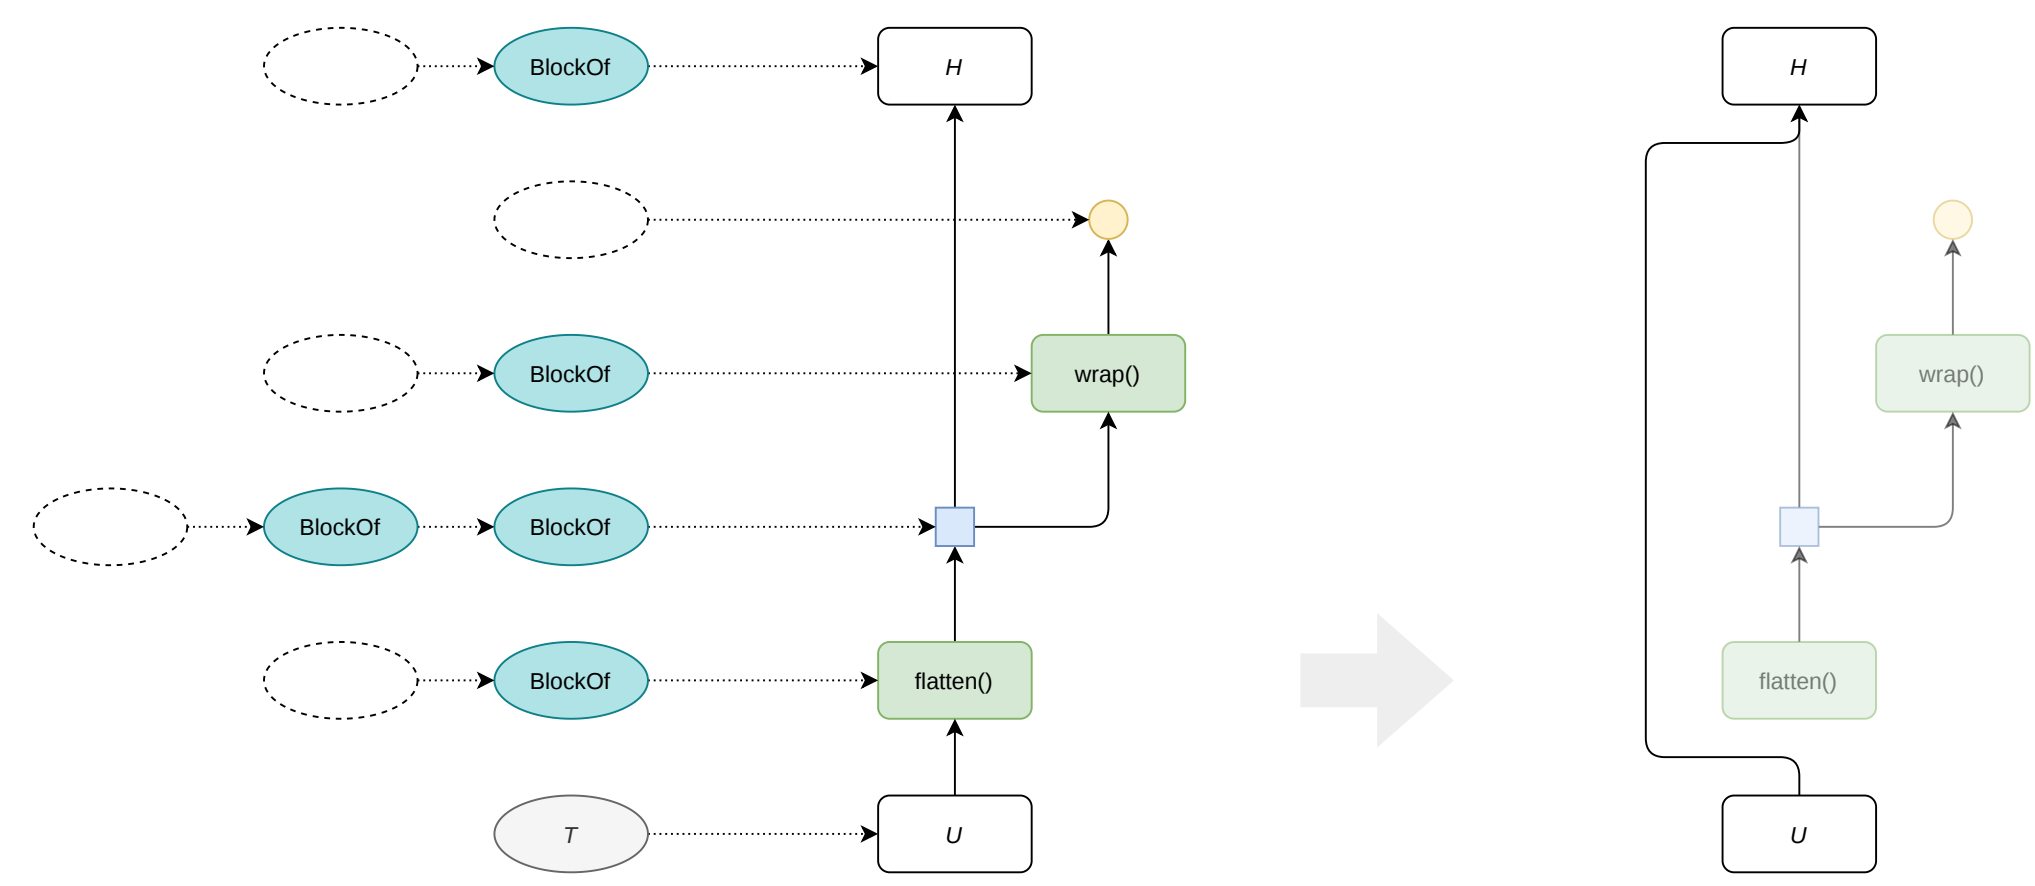 BlockOf
H
BlockOf
wrap()
BlockOf
BlockOf
BlockOf
flatten()
T
U
H
wrap()
flatten()
U